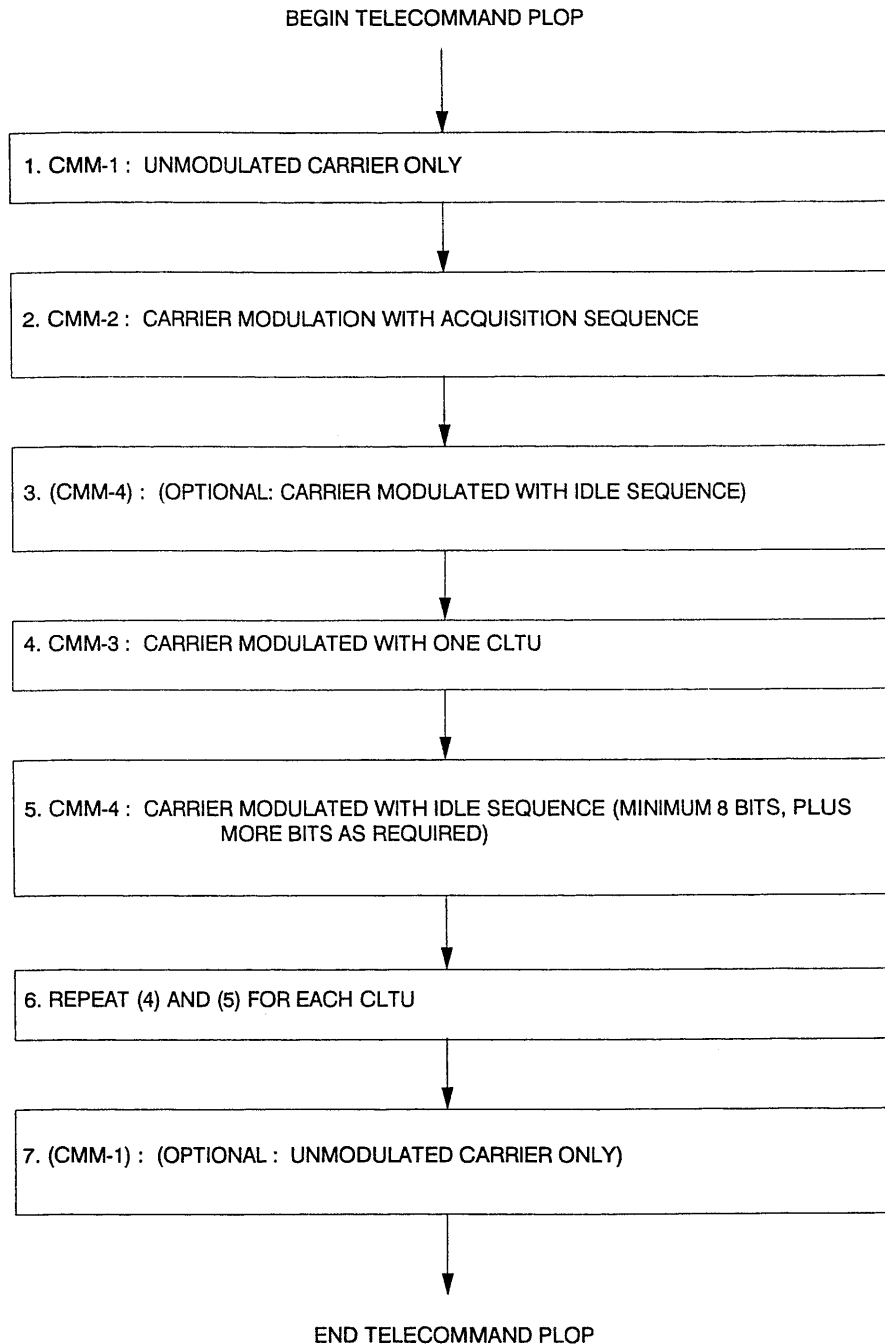 BEGIN TELECOMMAND PLOP
1. CMM-1 : UNMODULATED CARRIER ONLY
2. CMM-2 : CARRIER MODULATION WITH ACQUISITION SEQUENCE
3. (CMM-4) : (OPTIONAL: CARRIER MODULATED WITH IDLE SEQUENCE)
4. CMM-3 : CARRIER MODULATED WITH ONE CLTU
5. CMM-4 : CARRIER MODULATED WITH IDLE SEQUENCE (MINIMUM 8 BITS, PLUS
MORE BITS AS REQUIRED)
6. REPEAT (4) AND (5) FOR EACH CLTU
7. (CMM-1) : (OPTIONAL : UNMODULATED CARRIER ONLY)
END TELECOMMAND PLOP